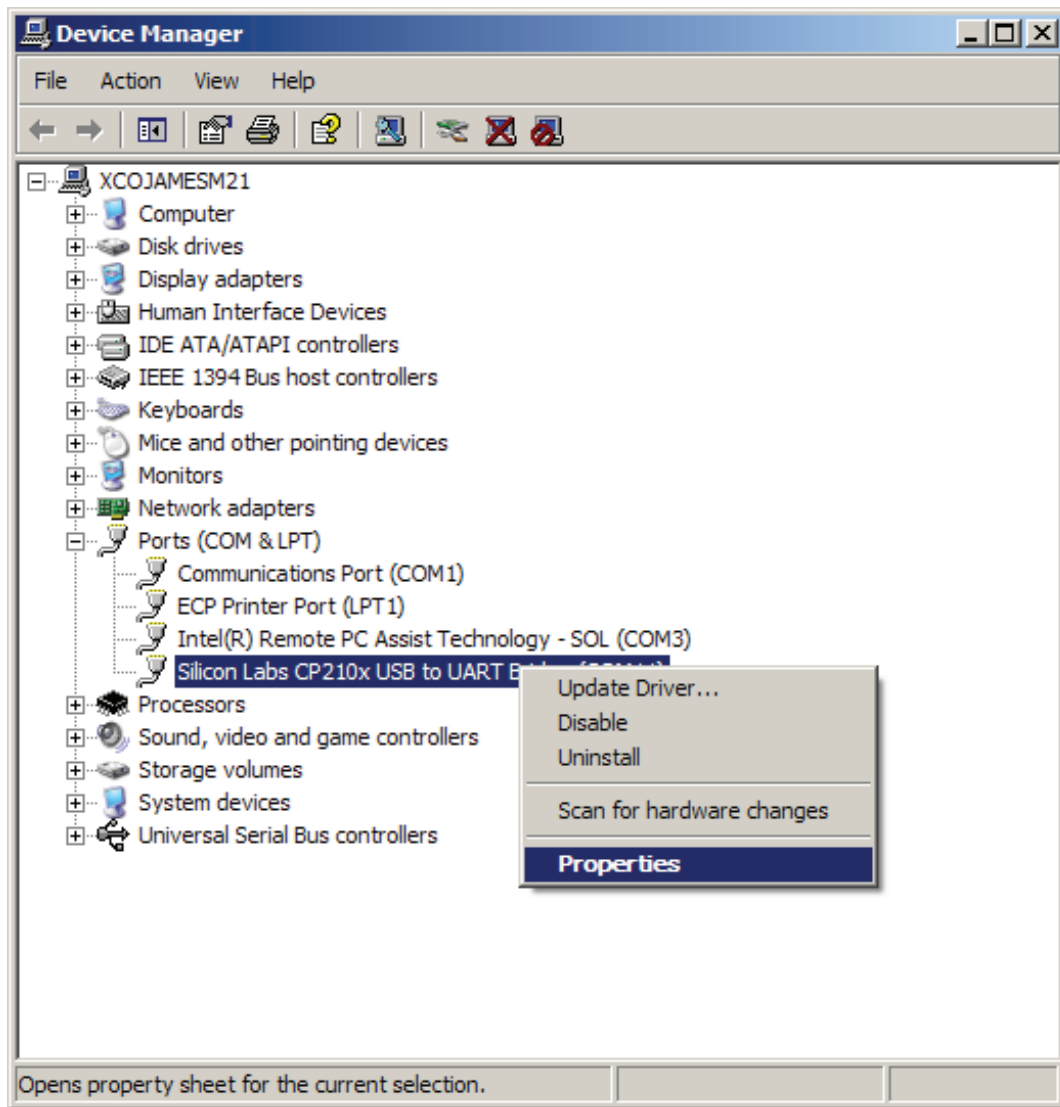 Device Manager
File Action View Help
XCOJAMESM21
Computer
Disk drives
Display adapters
Human Interface Devices
IDE ATA/ATAPI controllers
IEEE 1394 Bus host controllers
Keyboards
Mice and other pointing devices
Monitors
Network adapters
Ports (COM & LPT)
Communications Port (COM1)
ECP Printer Port (LPT1)
Intel(R) Remote PC Assist Technology - SOL (COM3)
Silicon Labs CP210x USB to UART
Update Driver...
Disable
Uninstall
Scan for hardware changes
Properties
Processors
Sound, video and game controllers
Storage volumes
System devices
Universal Serial Bus controllers
Opens property sheet for the current selection.